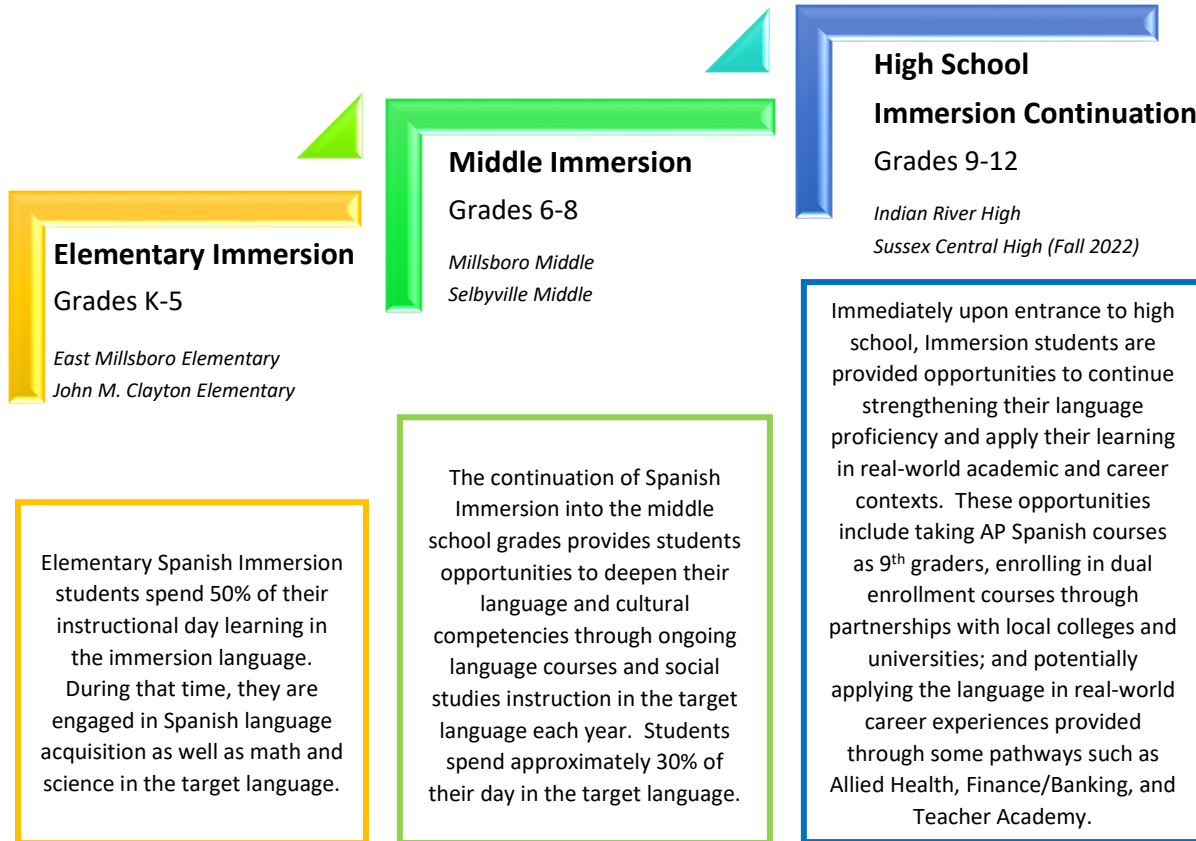 Elementary Immersion
Grades K-5
East Millsboro Elementary
John M. Clayton Elementary
Elementary Spanish Immersion
students spend 50% of their
instructional day learning in
the immersion language.
During that time, they are
engaged in Spanish language
acquisition as well as math and
science in the target language.
Middle Immersion
Grades 6-8
Millsboro Middle
Selbyville Middle
The continuation of Spanish
Immersion into the middle
school grades provides students
opportunities to deepen their
language and cultural
competencies through ongoing
language courses and social
studies instruction in the target
language each year.  Students
spend approximately 30% of
their day in the target language.
High School
Immersion Continuation
Grades 9-12
Indian River High
Sussex Central High (Fall 2022)
Immediately upon entrance to high
school, Immersion students are
provided opportunities to continue
strengthening their language
proficiency and apply their learning
in real-world academic and career
contexts.  These opportunities
include taking AP Spanish courses
as 9th graders, enrolling in dual
enrollment courses through
partnerships with local colleges and
universities; and potentially
applying the language in real-world
career experiences provided
through some pathways such as
Allied Health, Finance/Banking, and
Teacher Academy.